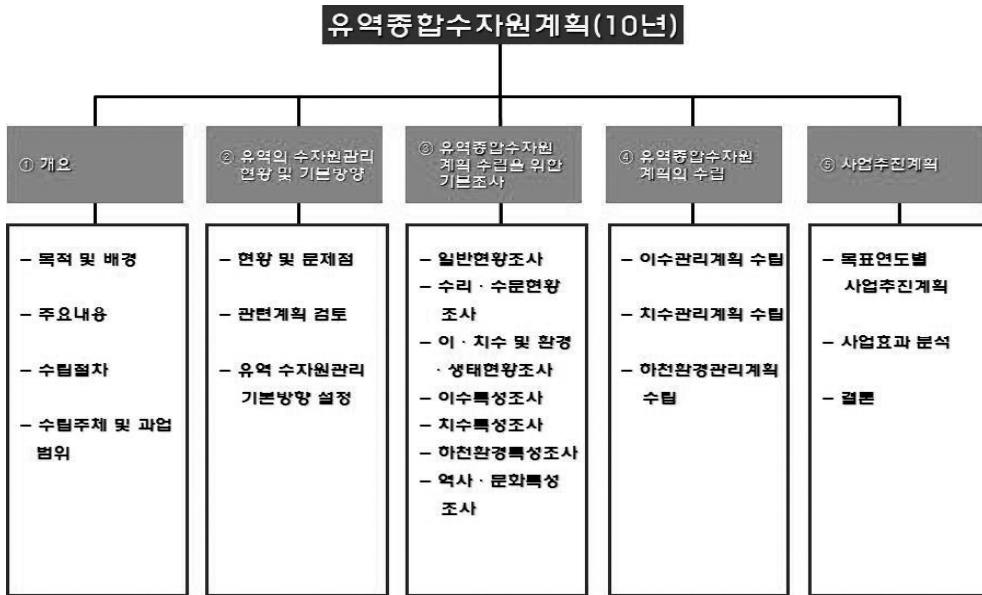 유역종합수자원계획(10년)
① 개요
- 목적 및 배경
- 주요내용
- 수립절차
- 수립주체 및 과업
범위
② 유역의 수자원관리
현황 및 기본방향
- 현황 및 문제점
- 관련계획 검토
- 유역 수자원관리
기본방향 설정
③ 유역종합수자원
계획 수립을 위한
기본조사
- 일반현황조사
- 수리 · 수문현황
조사
- 이 · 치수 및 환경
· 생태현황조사
- 이수특성조사
- 치수특성조사
- 하천환경특성조사
- 역사 · 문화특성
조사
④ 유역종합수자원
계획의 수립
- 이수관리계획 수립
- 치수관리계획 수립
- 하천환경관리계획
수립
⑤ 사업추진계획
- 목표연도별
사업추진계획
- 사업효과 분석
- 결론